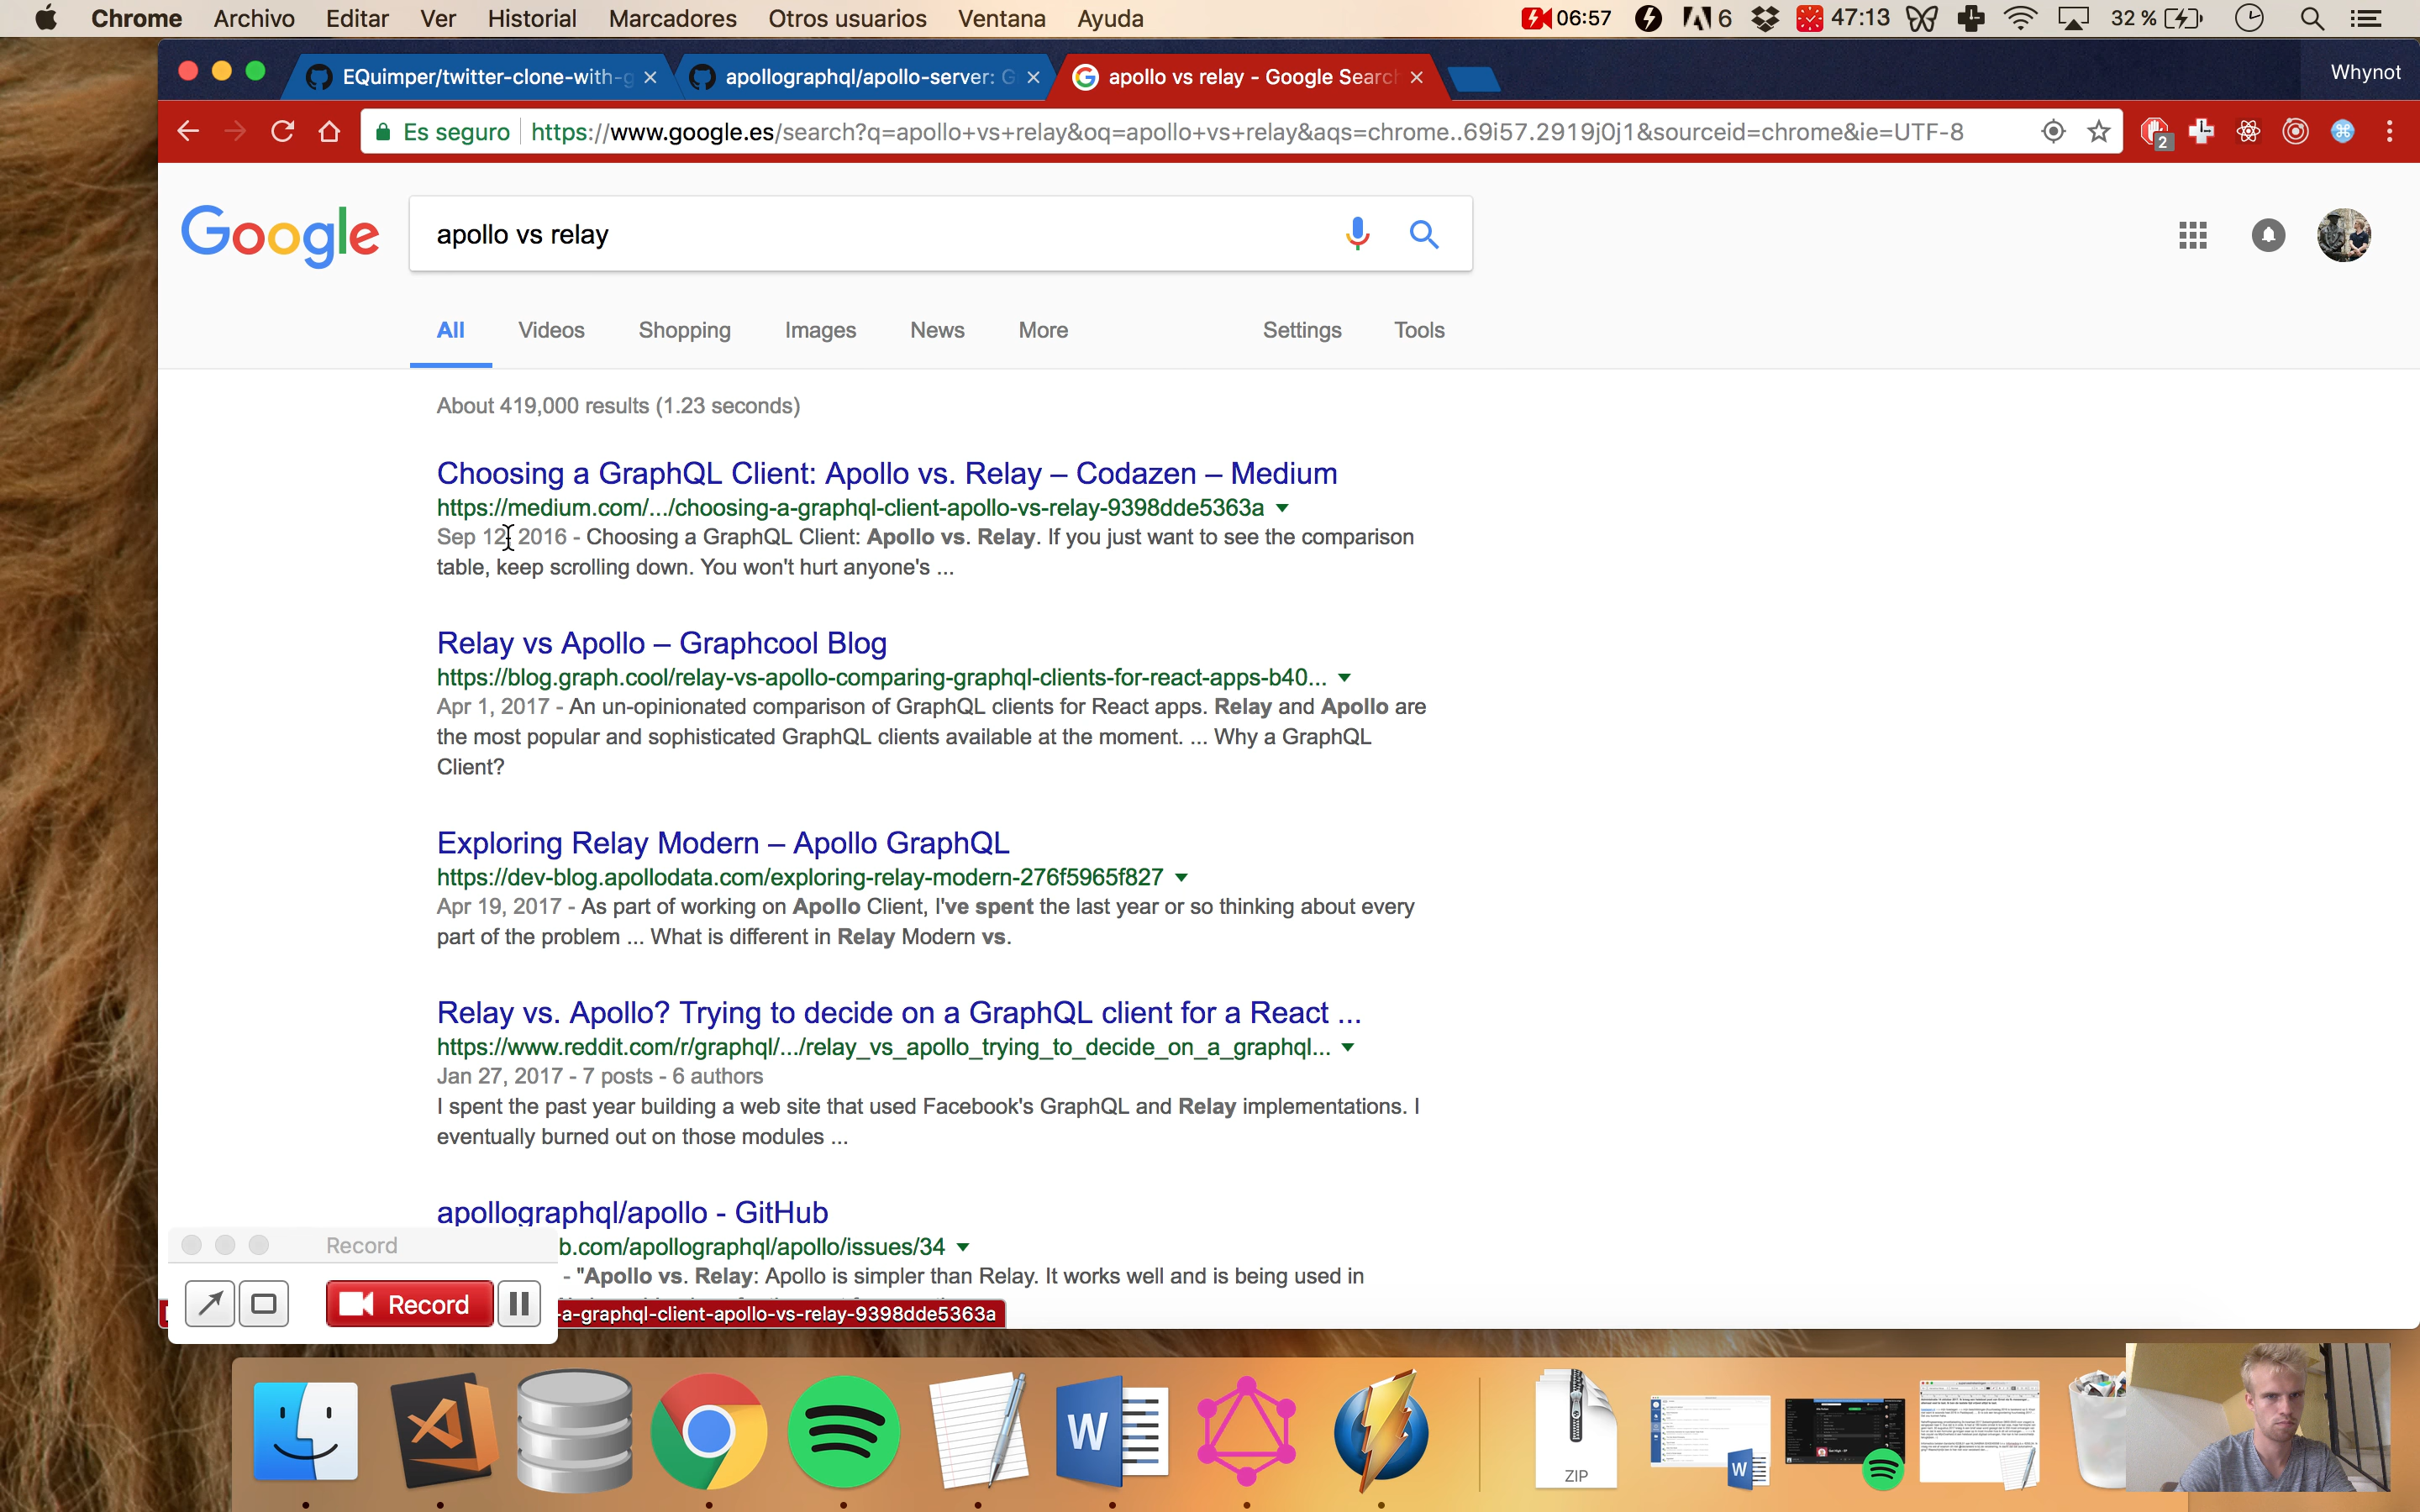 Chrome Archivo Editar Ver Historial Marcadores Otros usuarios Ventana Ayuda 06:57 6 47:13 32 %
EQuimper/twitter-clone-with-g apollographql/apollo-server: G apollo vs relay - Google Search Whynot
Es seguro https://www.google.es/search?q=apollo+vs+relay&oq=apollo+vs+relay&aqs=chrome..69i57.2919j0j1&sourceid=chrome&ie=UTF-8 2
Google apollo vs relay
All Videos Shopping Images News More Settings Tools
About 419,000 results (1.23 seconds)
Choosing a GraphQL Client: Apollo vs. Relay – Codazen – Medium
https://medium.com/.../choosing-a-graphql-client-apollo-vs-relay-9398dde5363a
Sep 12, 2016 - Choosing a GraphQL Client: Apollo vs. Relay. If you just want to see the comparison
table, keep scrolling down. You won't hurt anyone's ...
Relay vs Apollo – Graphcool Blog
https://blog.graph.cool/relay-vs-apollo-comparing-graphql-clients-for-react-apps-b40...
Apr 1, 2017 - An un-opinionated comparison of GraphQL clients for React apps. Relay and Apollo are
the most popular and sophisticated GraphQL clients available at the moment. ... Why a GraphQL
Client?
Exploring Relay Modern – Apollo GraphQL
https://dev-blog.apollodata.com/exploring-relay-modern-276f5965f827
Apr 19, 2017 - As part of working on Apollo Client, I've spent the last year or so thinking about every
part of the problem ... What is different in Relay Modern vs.
Relay vs. Apollo? Trying to decide on a GraphQL client for a React ...
https://www.reddit.com/r/graphql/.../relay_vs_apollo_trying_to_decide_on_a_graphql...
Jan 27, 2017 - 7 posts - 6 authors
I spent the past year building a web site that used Facebook's GraphQL and Relay implementations. I
eventually burned out on those modules ...
apollographql/apollo - GitHub
b.com/apollographql/apollo/issues/34
- "Apollo vs. Relay: Apollo is simpler than Relay. It works well and is being used in
-a-graphql-client-apollo-vs-relay-9398dde5363a
Record
Record
W
ZIP
W